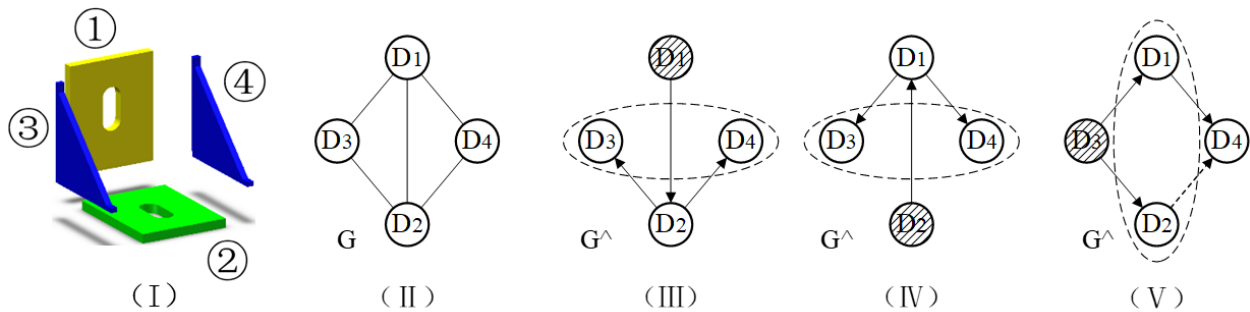 ①
④
③
②
(Ⅰ)
D1
D3
D4
D2
G
(Ⅱ)
D1
D3
D4
D2
G^
(Ⅲ)
D1
D3
D4
D2
G^
(Ⅳ)
D1
D3
D4
D2
G^
(Ⅴ)